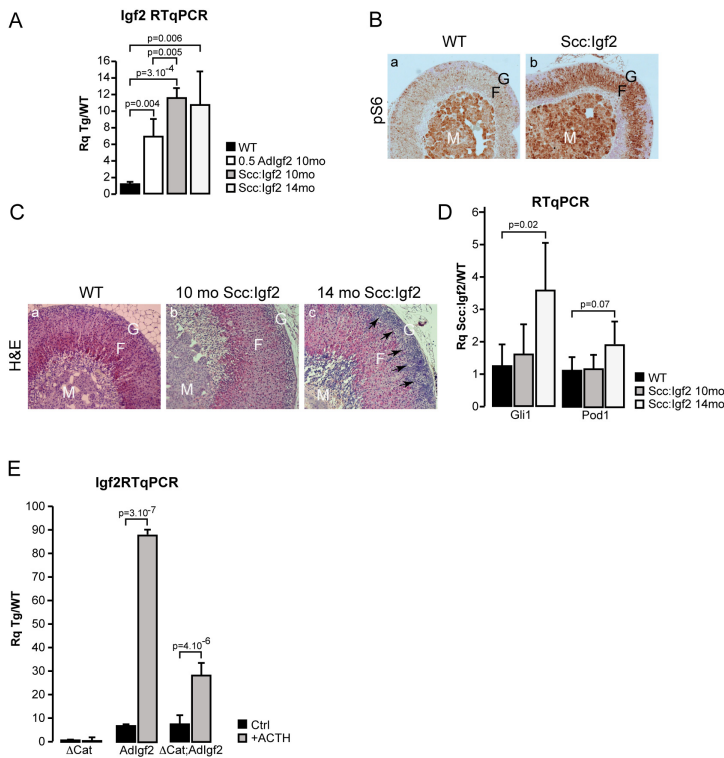 A
Igf2 RTqPCR
p=0.006
p=0.005
p=3.10-4
p=0.004
Rq Tg/WT
16
14
12
10
8
6
4
2
0
WT
0.5 AdIgf2 10mo
Scc:Igf2 10mo
Scc:Igf2 14mo
B
WT
Scc:Igf2
pS6
a
G
F
M
b
G
F
M
C
WT
10 mo Scc:Igf2
14 mo Scc:Igf2
H&E
a
G
F
M
b
G
F
M
c
G
F
M
D
RTqPCR
p=0.02
p=0.07
Rq Scc:Igf2/WT
6
5
4
3
2
1
0
Gli1
Pod1
WT
Scc:Igf2 10mo
Scc:Igf2 14mo
E
Igf2RTqPCR
p=3.10-7
p=4.10-6
Rq Tg/WT
100
90
80
70
60
50
40
30
20
10
0
ΔCat
AdIgf2
ΔCat;AdIgf2
Ctrl
+ACTH